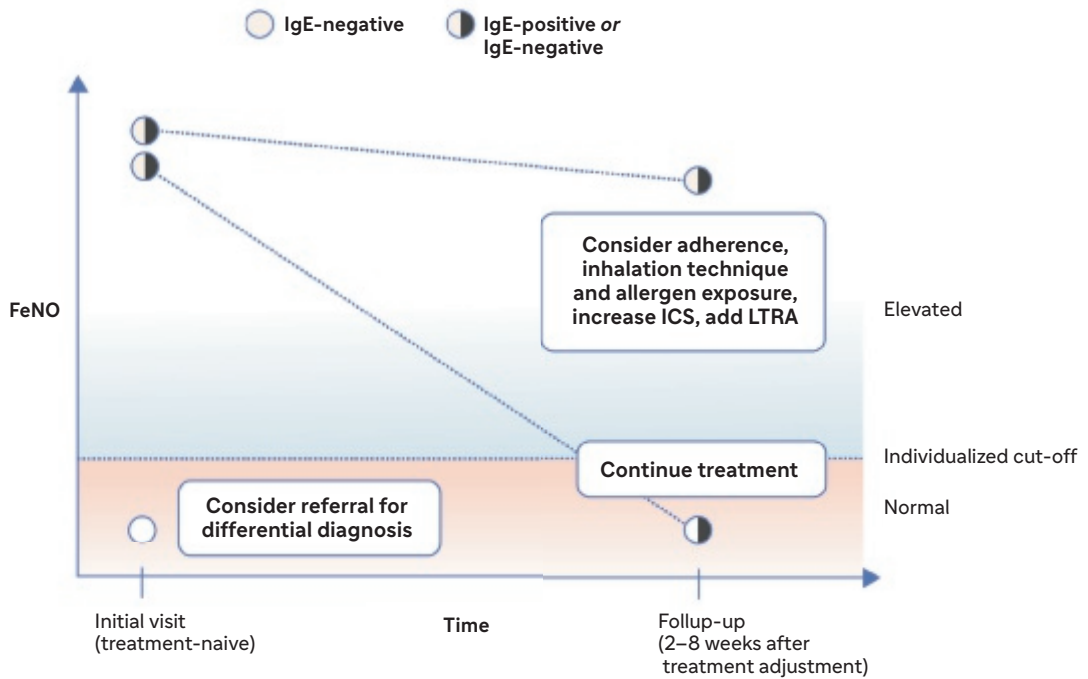 IgE-negative
IgE-positive or
IgE-negative
FeNO
Consider adherence,
inhalation technique
and allergen exposure,
increase ICS, add LTRA
Elevated
Continue treatment
Individualized cut-off
Consider referral for
differential diagnosis
Normal
Initial visit
(treatment-naive)
Time
Follup-up
(2–8 weeks after
treatment adjustment)